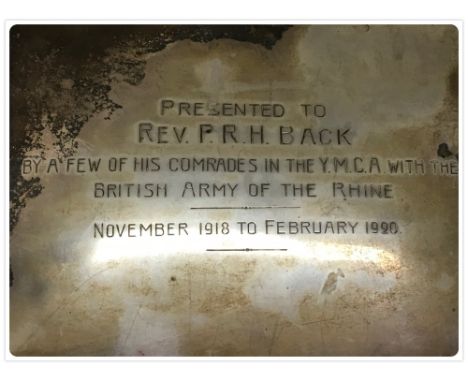 PRESENTED TO
REV. P.R.H. BACK
BY A FEW OF HIS COMRADES IN THE Y.M.C.A. WITH THE
BRITISH ARMY OF THE RHINE
NOVEMBER 1918 TO FEBRUARY 1920.